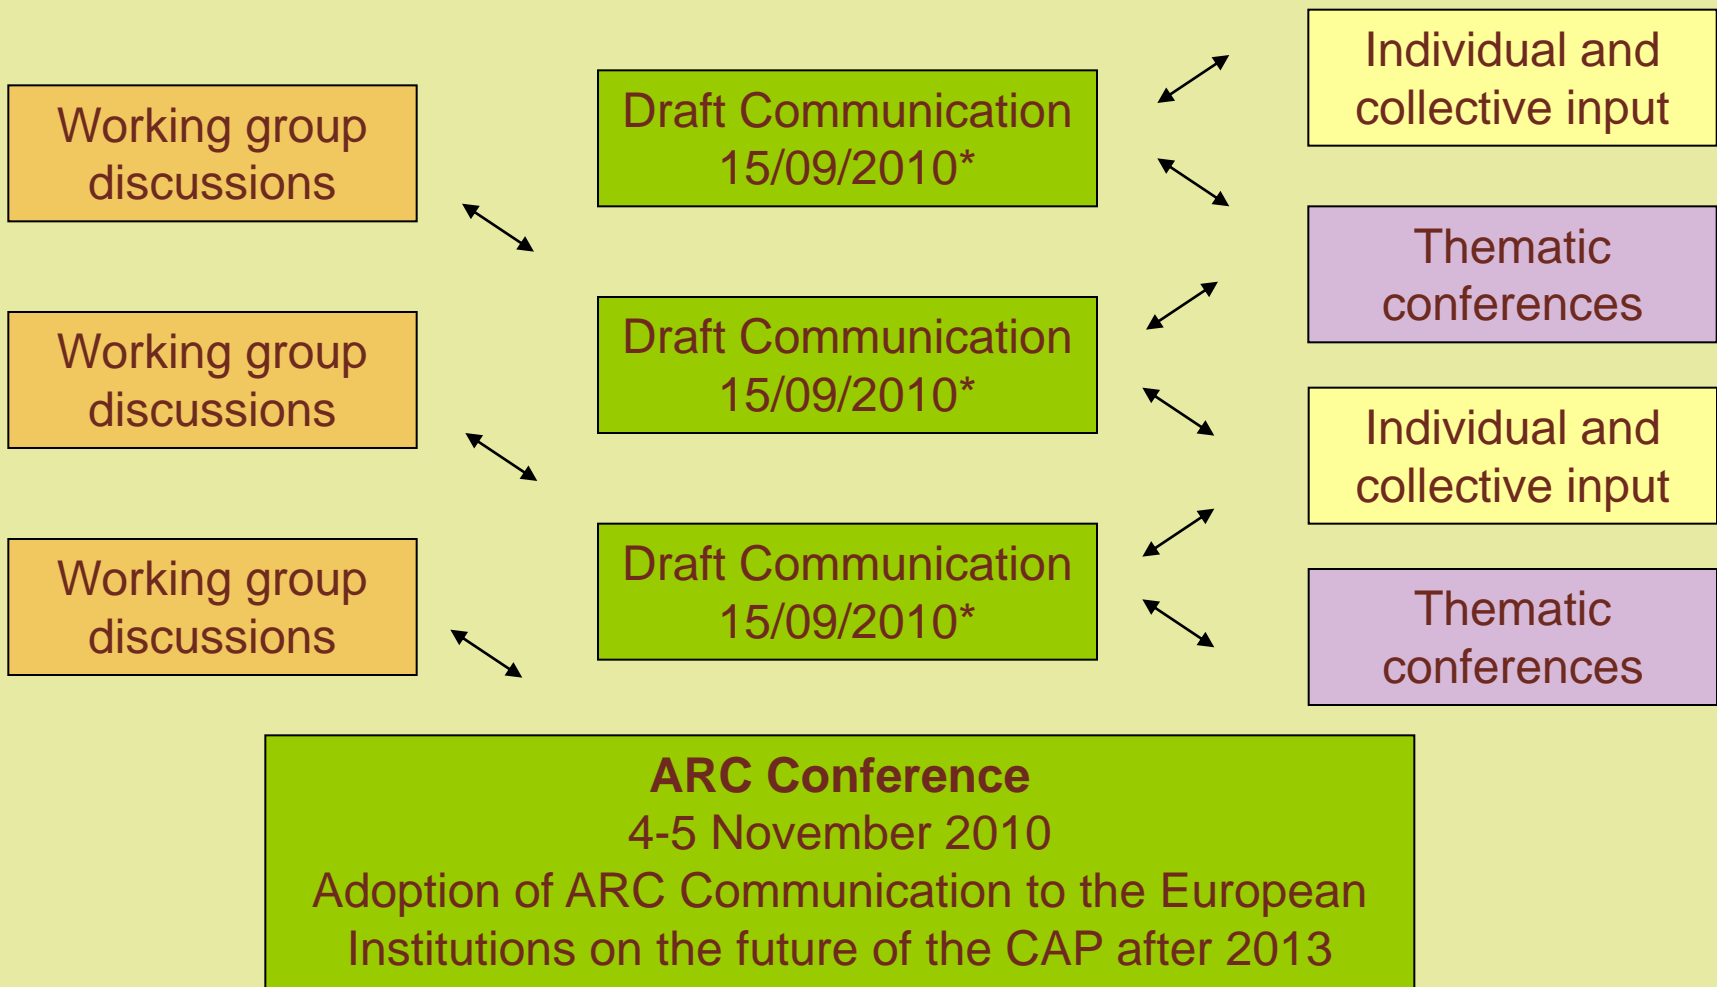 Working group
discussions
Draft Communication
15/09/2010*
Individual and
collective input
Thematic
conferences
Working group
discussions
Draft Communication
15/09/2010*
Individual and
collective input
Working group
discussions
Draft Communication
15/09/2010*
Thematic
conferences
ARC Conference
4-5 November 2010
Adoption of ARC Communication to the European
Institutions on the future of the CAP after 2013